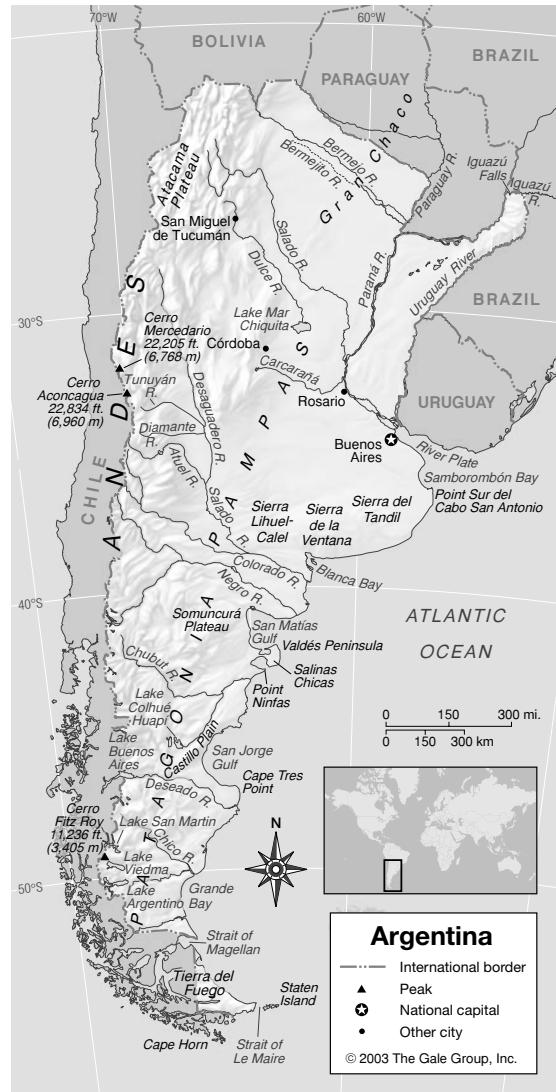 70°W
60°W
BOLIVIA
PARAGUAY
BRAZIL
Atacama
Plateau
Gran Chaco
Bermejo R.
Bermejito R.
Paraguay R.
Iguazú
Falls
Iguazú
R.
San Miguel
de Tucumán
Salado R.
Dulce R.
Paraná R.
Uruguay River
BRAZIL
30°S
Cerro
Mercedario
22,205 ft.
(6,768 m)
Lake Mar
Chiquita
Córdoba
Carcarañá
Rosario
URUGUAY
Cerro
Aconcagua
22,834 ft.
(6,960 m)
Tunuyán
R.
Desaguadero R.
Diamante
R.
Atuel R.
Buenos
Aires
River Plate
Samborombón Bay
Point Sur del
Cabo San Antonio
CHILE
ANDES
PAMPAS
Salado R.
Sierra
Lihuel-
Calel
Sierra
de la
Ventana
Sierra del
Tandil
Colorado R.
Blanca Bay
Negro R.
40°S
Somuncurá
Plateau
San Matías
Gulf
Valdés Peninsula
Salinas
Chicas
Point
Ninfas
ATLANTIC
OCEAN
Chubut R.
PATAGONIA
Lake
Colhué
Huapí
Lake
Buenos
Aires
Castillo Plain
San Jorge
Gulf
0 150 300 mi.
0 150 300 km
Deseado R.
Cape Tres
Point
Cerro
Fitz Roy
11,236 ft.
(3,405 m)
Lake San Martin
Chico R.
Lake
Viedma
Lake
Argentino
Grande
Bay
N
50°S
Strait of
Magellan
Tierra del
Fuego
Staten
Island
Cape Horn
Strait of
Le Maire
Argentina
International border
Peak
National capital
Other city
© 2003 The Gale Group, Inc.